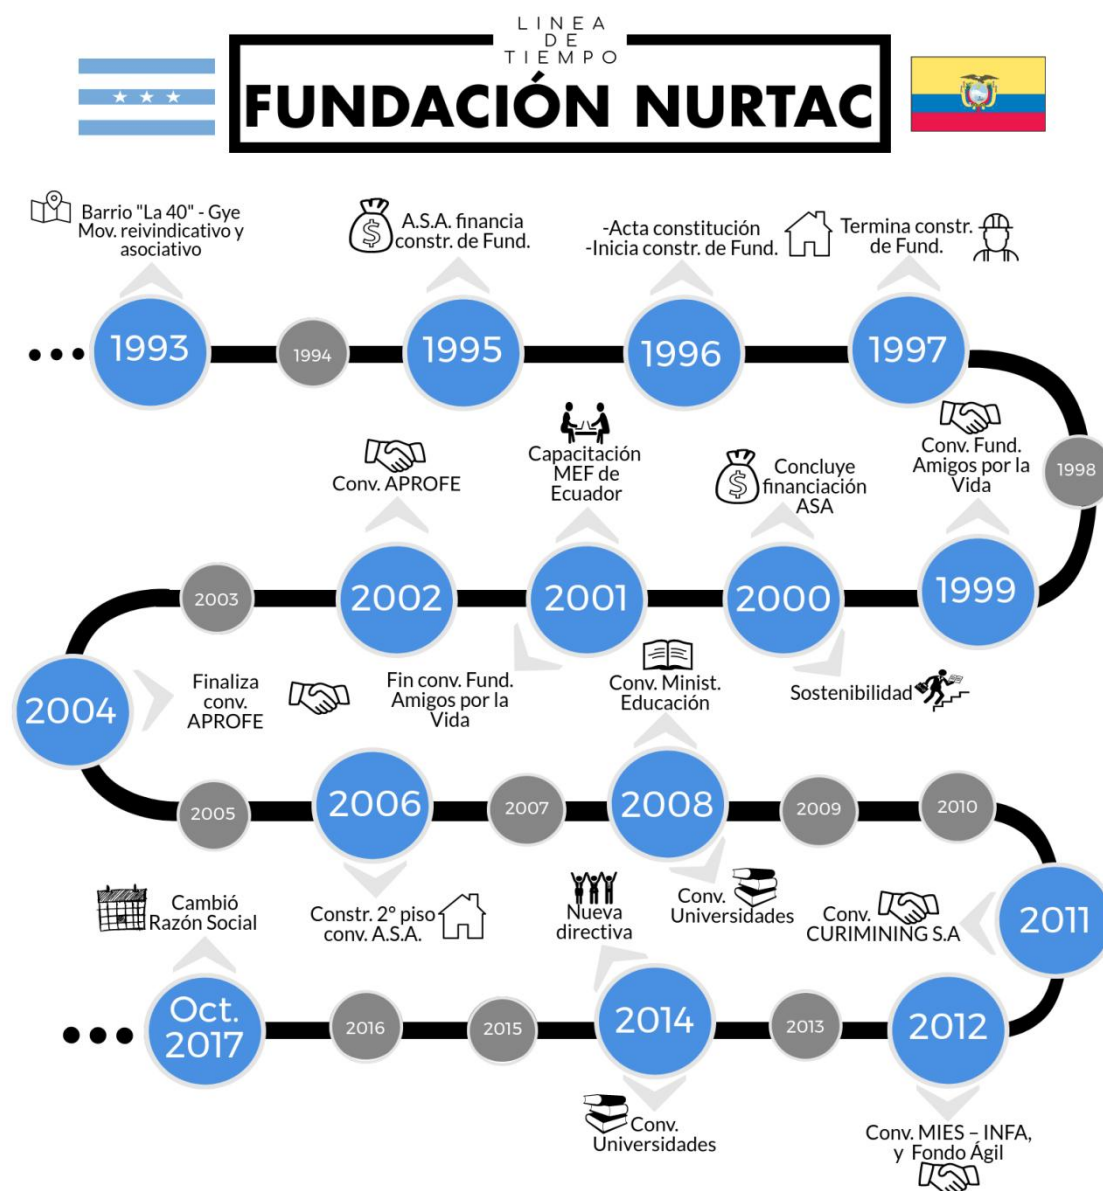 LINEA
DE
TIEMPO
FUNDACIÓN NURTAC
Barrio "La 40" - Gye
Mov. reivindicativo y
asociativo
A.S.A. financia
constr. de Fund.
-Acta constitución
-Inicia constr. de Fund.
Termina constr.
de Fund.
1993
1994
1995
1996
1997
1998
Conv. Fund.
Amigos por la
Vida
Concluye
financiación
ASA
Capacitación
MEF de
Ecuador
Conv. APROFE
1999
2000
2001
2002
2003
Sostenibilidad
Fin conv. Fund.
Amigos por la
Vida
2004
Finaliza
conv.
APROFE
Conv. Minist.
Educación
2005
2006
2007
2008
2009
2010
Constr. 2° piso
conv. A.S.A.
Conv.
Universidades
2011
Conv.
CURIMINING S.A
Nueva
directiva
Cambió
Razón Social
2012
2013
2014
2015
2016
Oct.
2017
Conv. MIES – INFA,
y Fondo Ágil
Conv.
Universidades